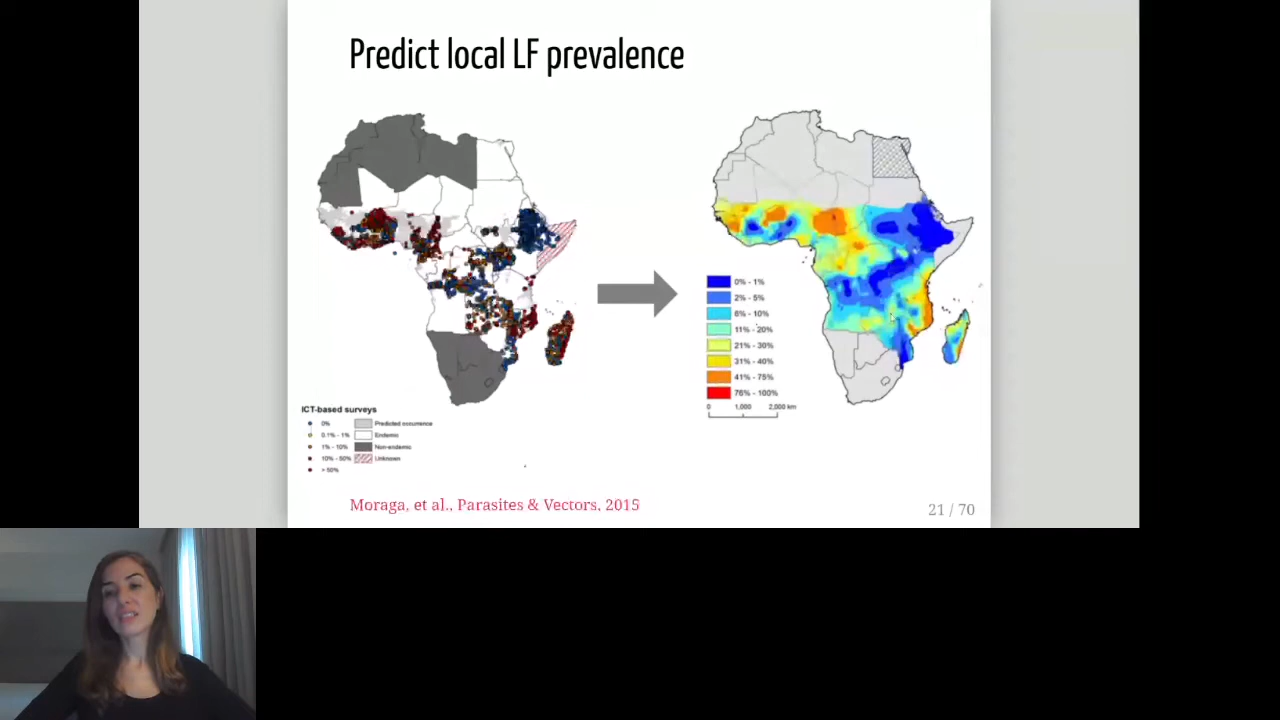 Predict local LF prevalence
0% - 1%
2% - 5%
6% - 10%
11% - 20%
21% - 30%
31% - 40%
41% - 75%
76% - 100%
0 1,000 2,000 km
ICT-based surveys
0% Predicted occurrence
0.1% - 1% Endemic
1% - 10% Non-endemic
10% - 50% Unknown
> 50%
Moraga, et al., Parasites & Vectors, 2015
21 / 70